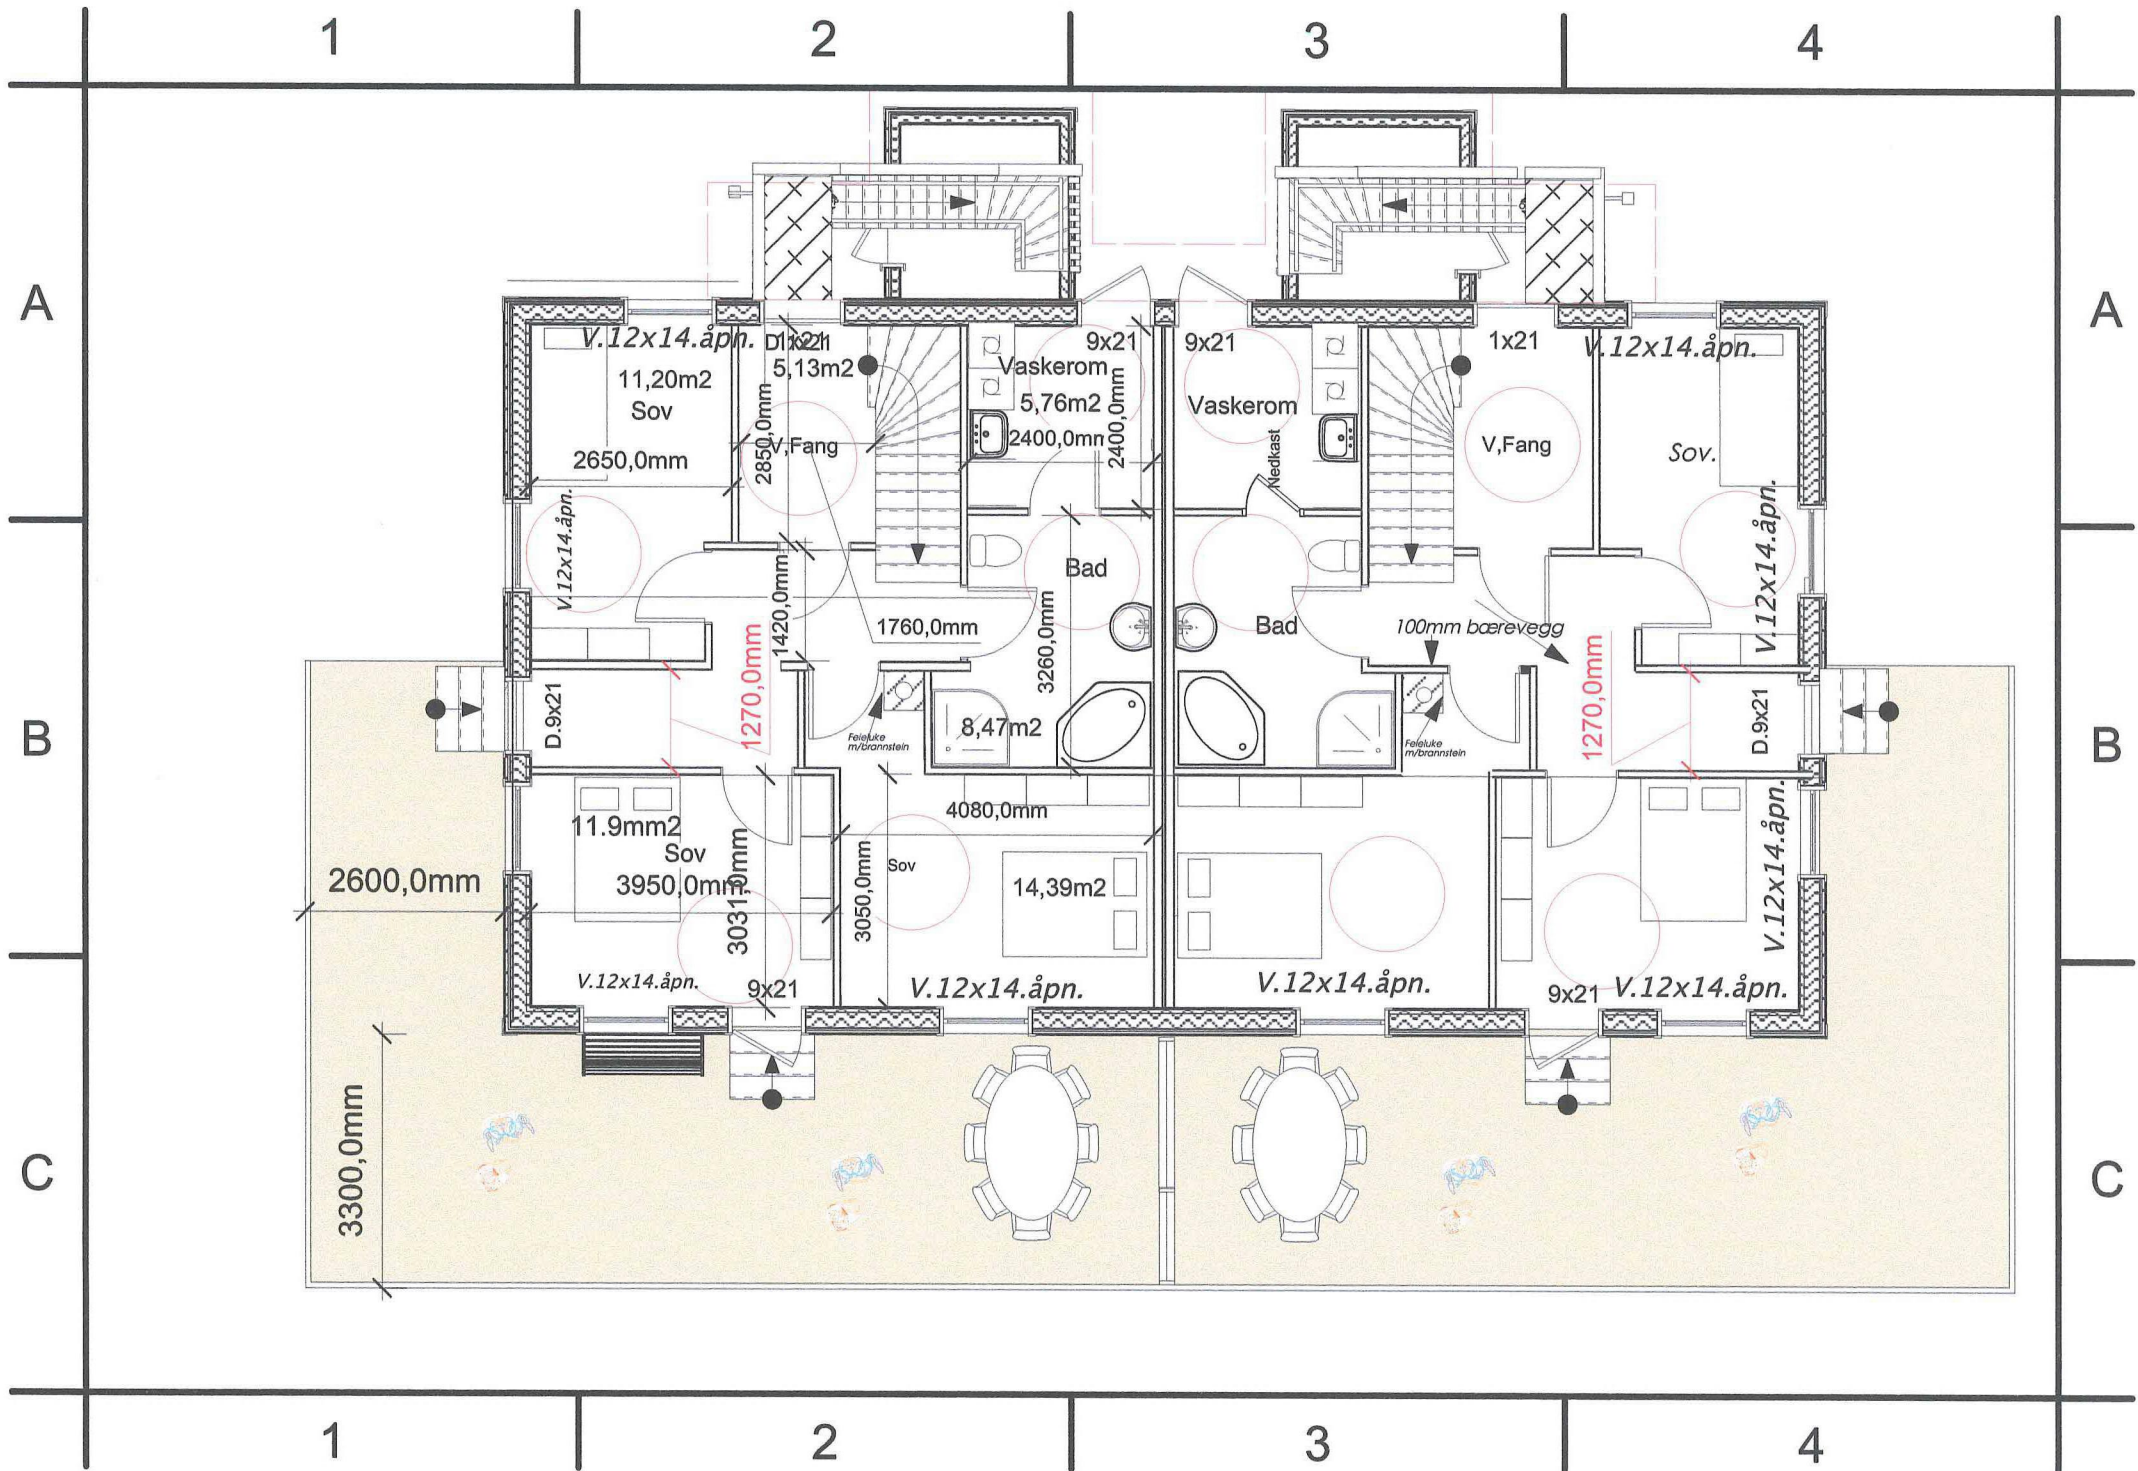 1 2 3 4
A A
V.12x14.åpn.
1x21
9x21 9x21
1x21
V.12x14.åpn.
11,20m2
5,13m2
Vaskerom
Sov
5,76m2
Vaskerom
2850,0mm
2400,0mm
2400,0mm
V,Fang
V,Fang
Nedkast
Sov.
2650,0mm
V.12x14.åpn.
V.12x14.åpn.
Bad
Bad
1420,0mm
1760,0mm
3260,0mm
100mm bærevegg
1270,0mm
1270,0mm
B B
D.9x21
D.9x21
8,47m2
Feieluke
m/brannstein
Feieluke
m/brannstein
11.9mm2
Sov
3950,0mm
4080,0mm
Sov
3050,0mm
14,39m2
V.12x14.åpn.
2600,0mm
V.12x14.åpn.
9x21
V.12x14.åpn.
V.12x14.åpn.
9x21
V.12x14.åpn.
3300,0mm
C C
1 2 3 4